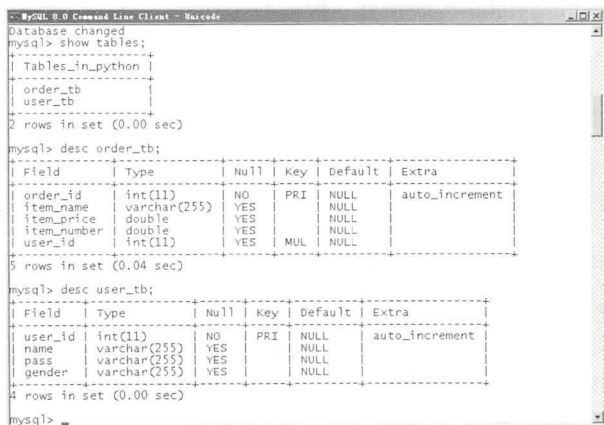 MySQL 8.0 Command Line Client - Unicode
Database changed
mysql> show tables;
+------------------+
| Tables_in_python |
+------------------+
| order_tb |
| user_tb |
+------------------+
2 rows in set (0.00 sec)
mysql> desc order_tb;
+-------------+--------------+------+-----+---------+----------------+
| Field | Type | Null | Key | Default | Extra |
+-------------+--------------+------+-----+---------+----------------+
| order_id | int(11) | NO | PRI | NULL | auto_increment |
| item_name | varchar(255) | YES | | NULL | |
| item_price | double | YES | | NULL | |
| item_number | double | YES | | NULL | |
| user_id | int(11) | YES | MUL | NULL | |
+-------------+--------------+------+-----+---------+----------------+
5 rows in set (0.04 sec)
mysql> desc user_tb;
+---------+--------------+------+-----+---------+----------------+
| Field | Type | Null | Key | Default | Extra |
+---------+--------------+------+-----+---------+----------------+
| user_id | int(11) | NO | PRI | NULL | auto_increment |
| name | varchar(255) | YES | | NULL | |
| pass | varchar(255) | YES | | NULL | |
| gender | varchar(255) | YES | | NULL | |
+---------+--------------+------+-----+---------+----------------+
4 rows in set (0.00 sec)
mysql> _